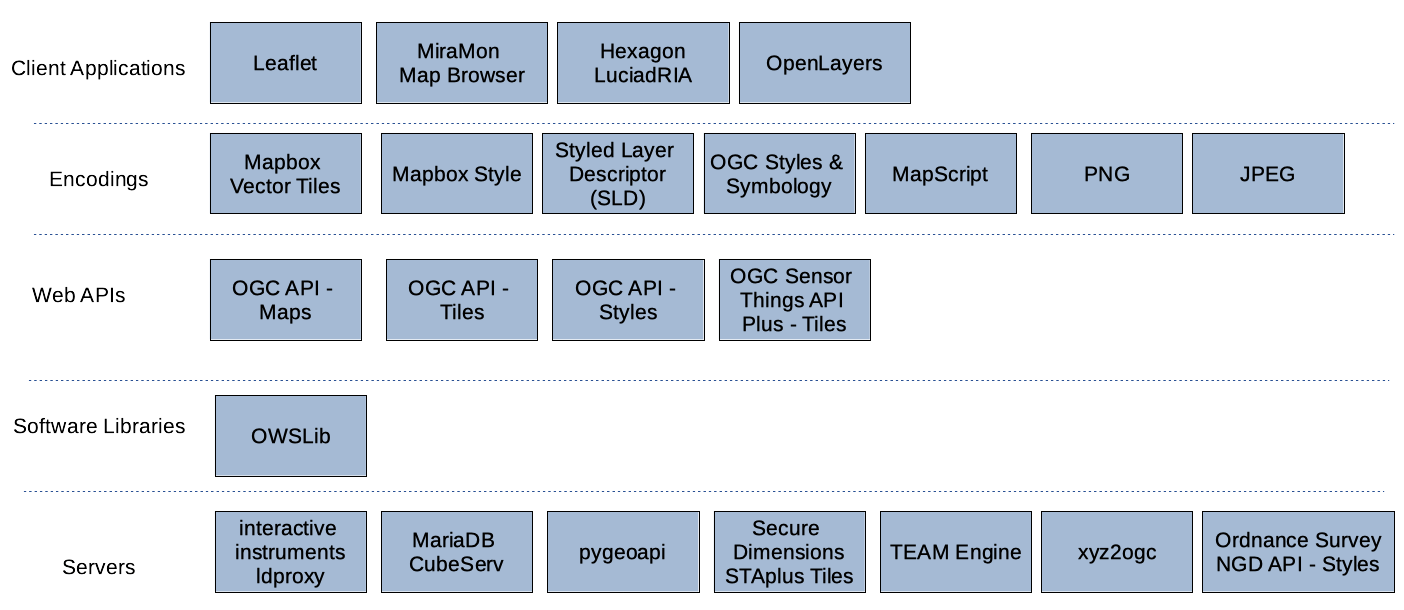 Client Applications
Leaflet
MiraMon
Map Browser
Hexagon
LuciadRIA
OpenLayers
Encodings
Mapbox
Vector Tiles
Mapbox Style
Styled Layer
Descriptor
(SLD)
OGC Styles &
Symbology
MapScript
PNG
JPEG
Web APIs
OGC API -
Maps
OGC API -
Tiles
OGC API -
Styles
OGC Sensor
Things API
Plus - Tiles
Software Libraries
OWSLib
Servers
interactive
instruments
ldproxy
MariaDB
CubeServ
pygeoapi
Secure
Dimensions
STAplus Tiles
TEAM Engine
xyz2ogc
Ordnance Survey
NGD API - Styles